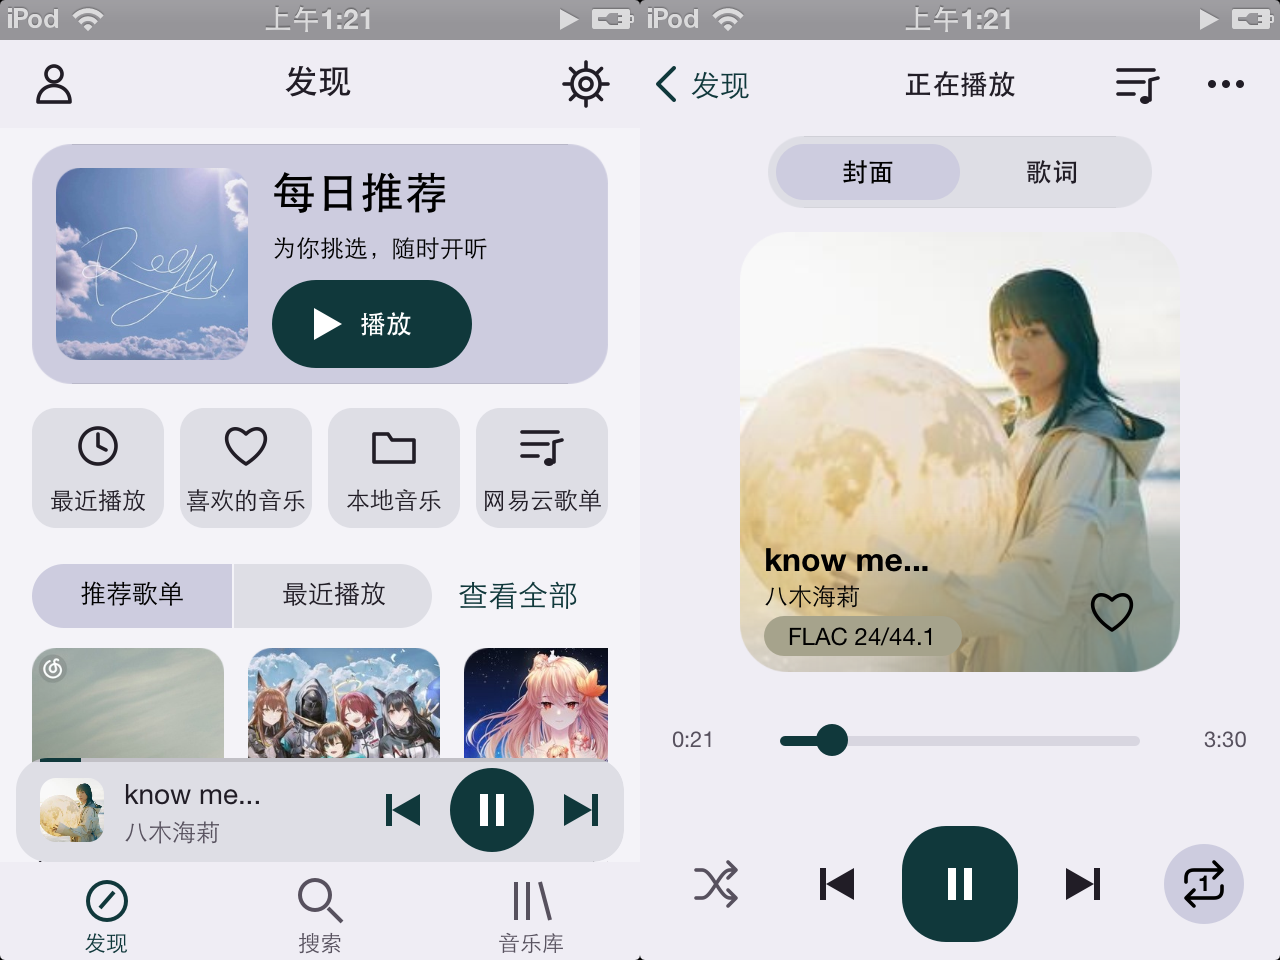 iPod 上午1:21
发现
每日推荐
为你挑选，随时开听
播放
最近播放 喜欢的音乐 本地音乐 网易云歌单
推荐歌单 最近播放 查看全部
know me...
八木海莉
发现 搜索 音乐库
iPod 上午1:21
发现 正在播放
封面 歌词
know me...
八木海莉
FLAC 24/44.1
0:21 3:30
1